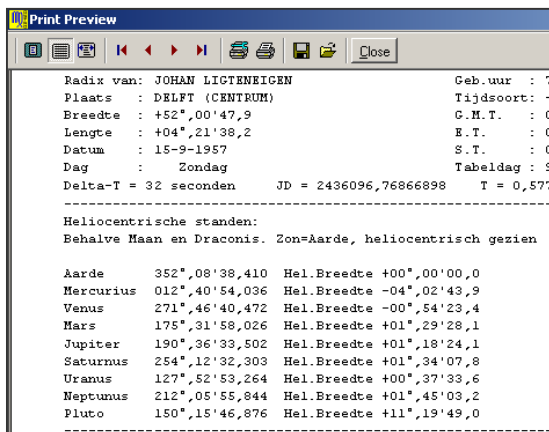 Print Preview
Close
Radix van: JOHAN LIGTENEIGEN Geb.uur : 7
Plaats : DELFT (CENTRUM) Tijdsoort: -
Breedte : +52°,00'47,9 G.M.T. : 0
Lengte : +04°,21'38,2 E.T. : 0
Datum : 15-9-1957 S.T. : 0
Dag : Zondag Tabeldag : 9
Delta-T = 32 seconden JD = 2436096,76866898 T = 0,577
Heliocentrische standen:
Behalve Maan en Draconis. Zon=Aarde, heliocentrisch gezien
Aarde 352°,08'38,410 Hel.Breedte +00°,00'00,0
Mercurius 012°,40'54,036 Hel.Breedte -04°,02'43,9
Venus 271°,46'40,472 Hel.Breedte -00°,54'23,4
Mars 175°,31'58,026 Hel.Breedte +01°,29'28,1
Jupiter 190°,36'33,502 Hel.Breedte +01°,18'24,1
Saturnus 254°,12'32,303 Hel.Breedte +01°,34'07,8
Uranus 127°,52'53,264 Hel.Breedte +00°,37'33,6
Neptunus 212°,05'55,844 Hel.Breedte +01°,45'03,2
Pluto 150°,15'46,876 Hel.Breedte +11°,19'49,0